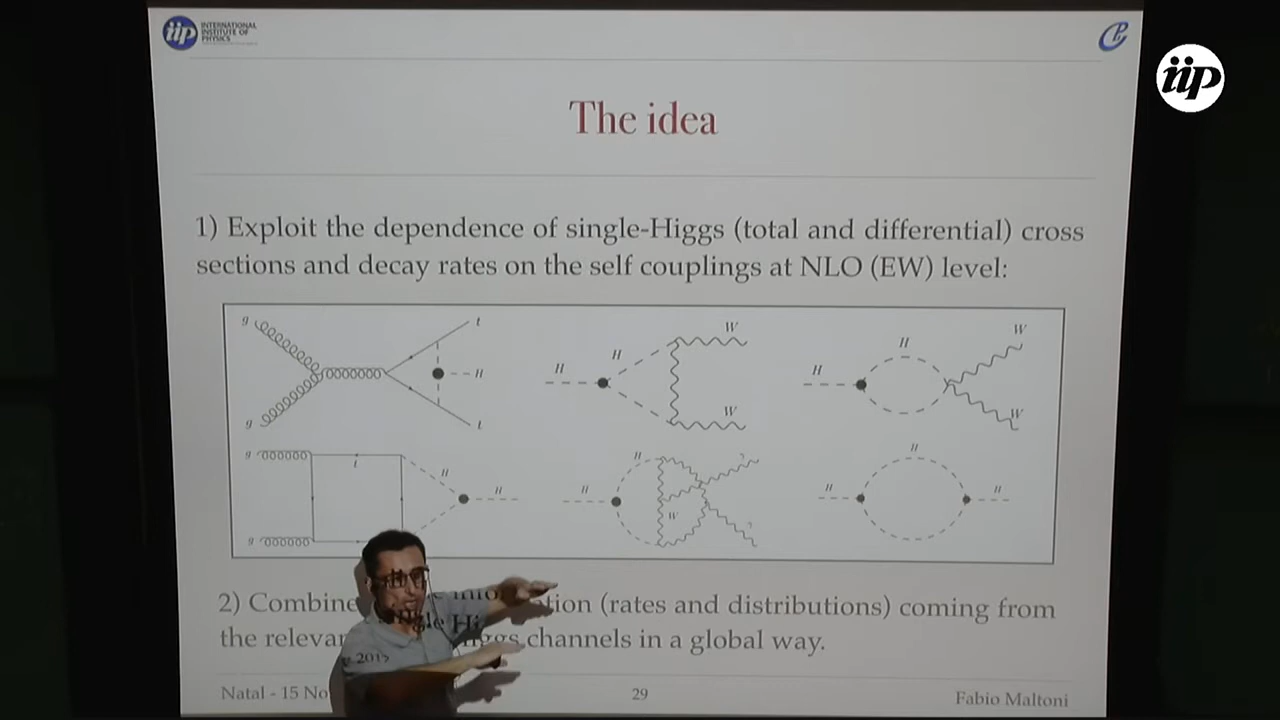 iip INTERNATIONAL
INSTITUTE OF
PHYSICS
iip
The idea
1) Exploit the dependence of single-Higgs (total and differential) cross
sections and decay rates on the self couplings at NLO (EW) level:
g t H g t
H H W W
H H W W
g t H H g
H H W
H H H
2) Combine tion (rates and distributions) coming from
the relevan ggs channels in a global way.
Natal - 15 No 29 Fabio Maltoni